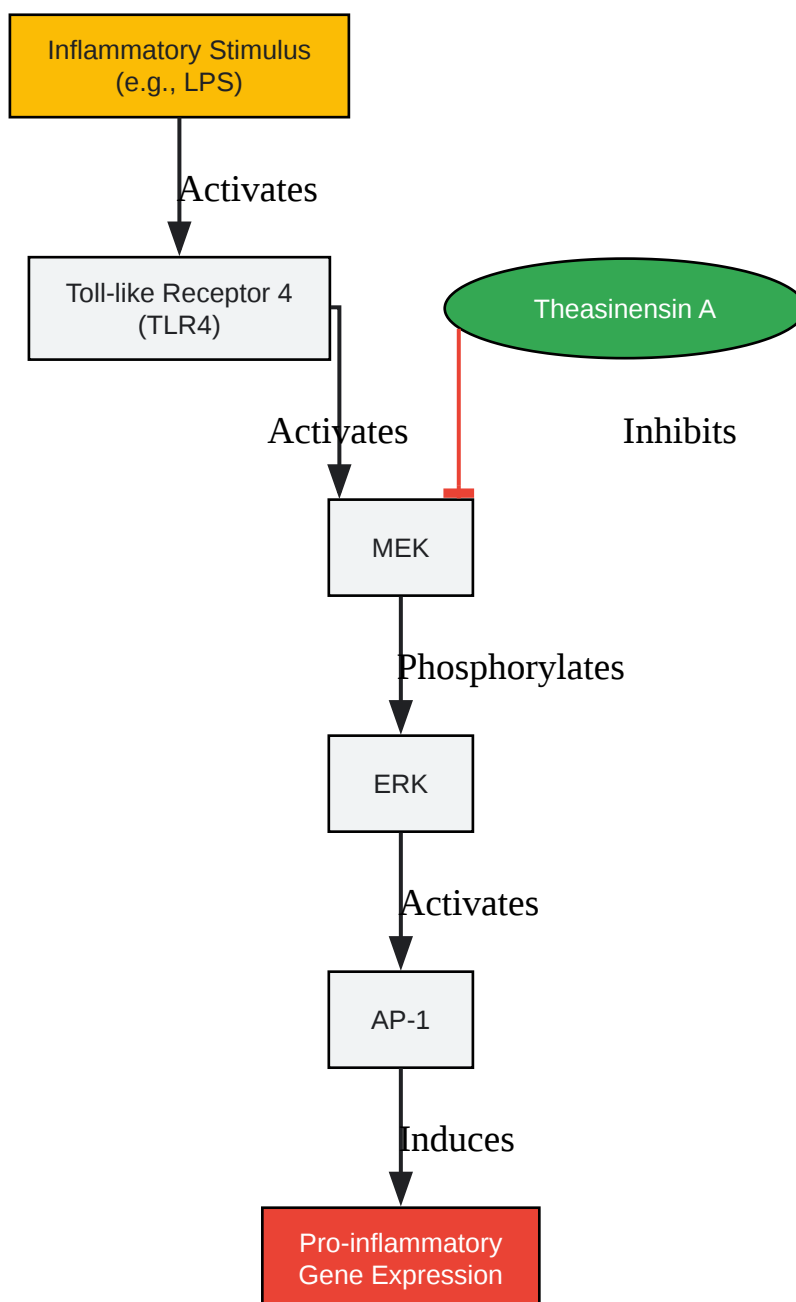 Inflammatory Stimulus
(e.g., LPS)
Activates
Toll-like Receptor 4
(TLR4)
Theasinensin A
Activates
Inhibits
MEK
Phosphorylates
ERK
Activates
AP-1
Induces
Pro-inflammatory
Gene Expression